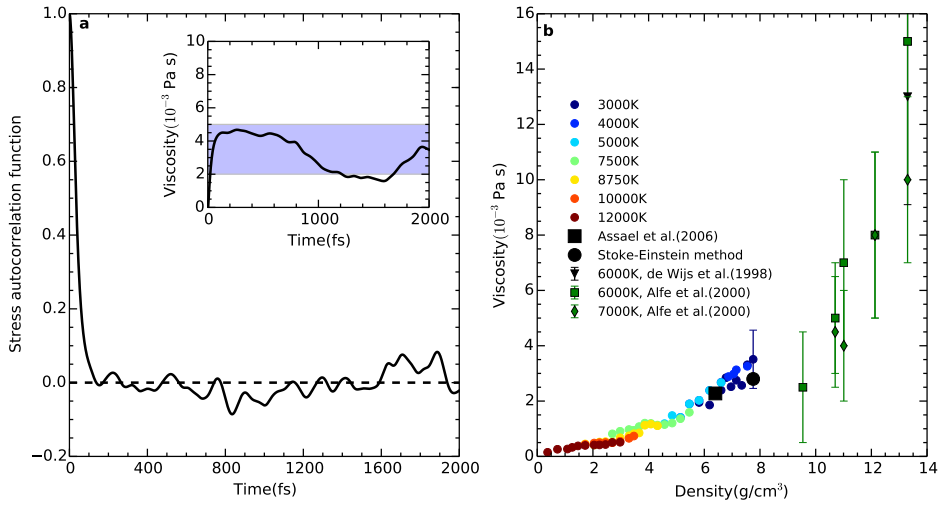 a
1.0
0.8
0.6
0.4
0.2
0.0
−0.2
Stress autocorrelation function
0
400
800
1200
1600
2000
Time(fs)
10
8
6
4
2
0
Viscosity(10⁻³ Pa s)
0
1000
2000
Time(fs)
b
16
14
12
10
8
6
4
2
0
Viscosity(10⁻³ Pa s)
3000K
4000K
5000K
7500K
8750K
10000K
12000K
Assael et al.(2006)
Stoke-Einstein method
6000K, de Wijs et al.(1998)
6000K, Alfe et al.(2000)
7000K, Alfe et al.(2000)
0
2
4
6
8
10
12
14
Density(g/cm³)